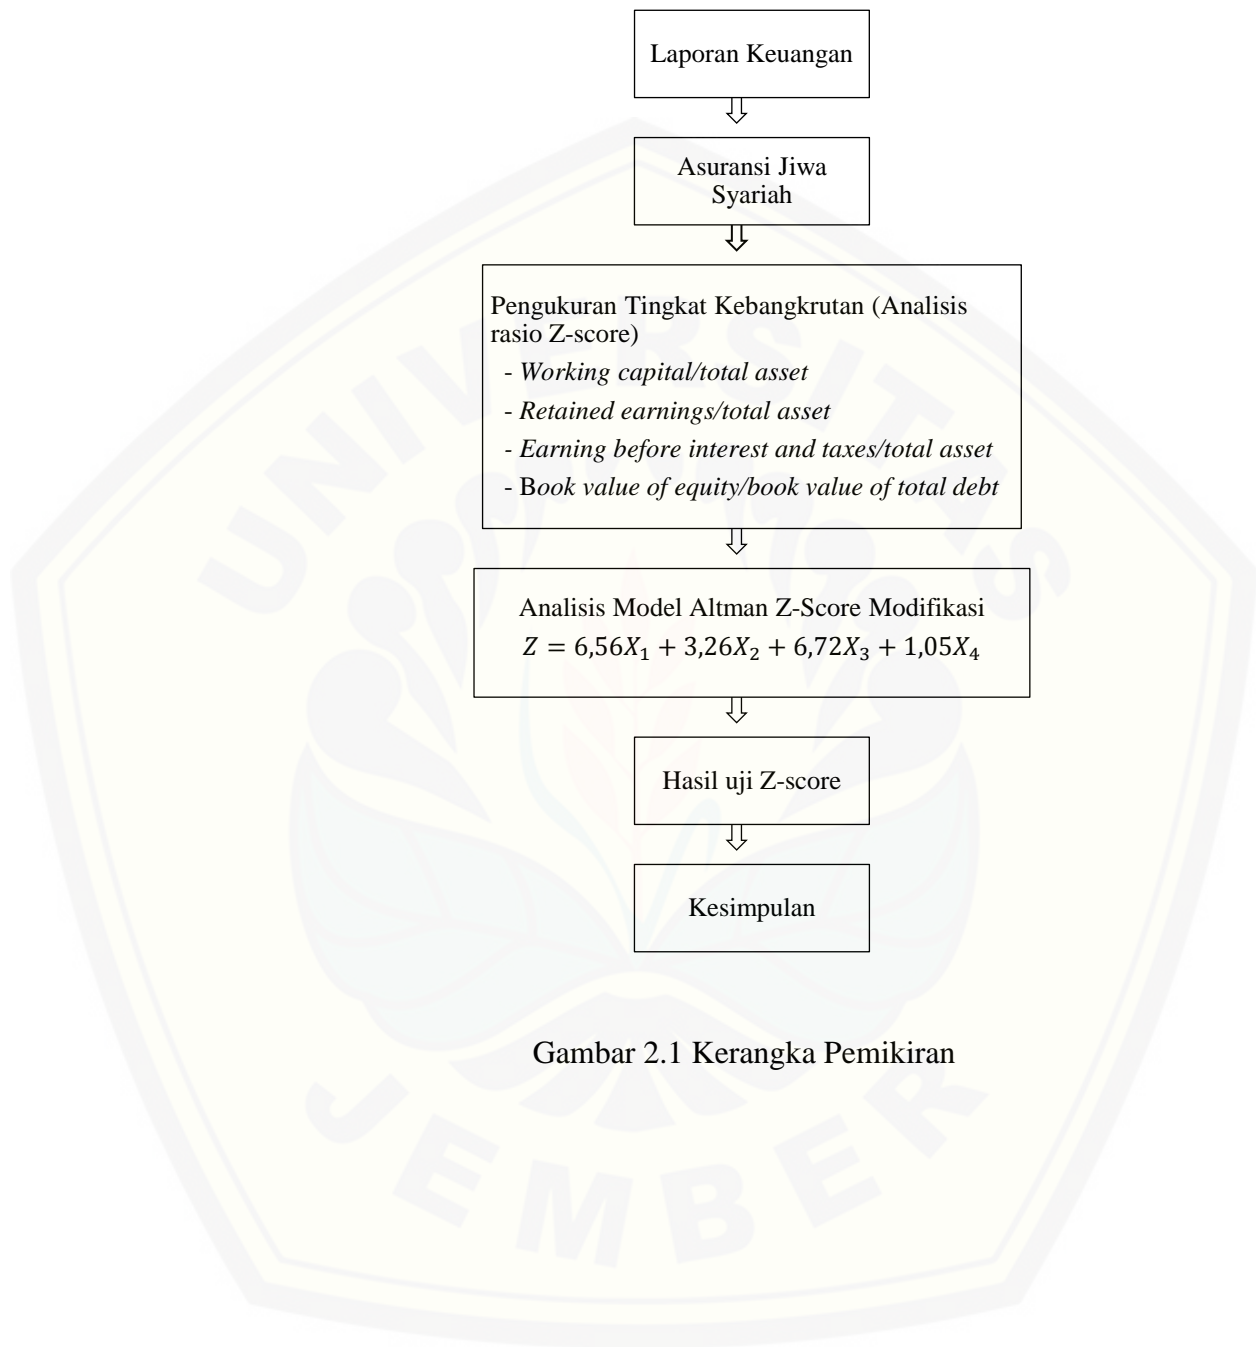 Laporan Keuangan
Asuransi Jiwa
Syariah
Pengukuran Tingkat Kebangkrutan (Analisis
rasio Z-score)
- Working capital/total asset
- Retained earnings/total asset
- Earning before interest and taxes/total asset
- Book value of equity/book value of total debt
Analisis Model Altman Z-Score Modifikasi
𝑍 = 6,56𝑋₁ + 3,26𝑋₂ + 6,72𝑋₃ + 1,05𝑋₄
Hasil uji Z-score
Kesimpulan
Gambar 2.1 Kerangka Pemikiran
UNIVERSITAS
JEMBER